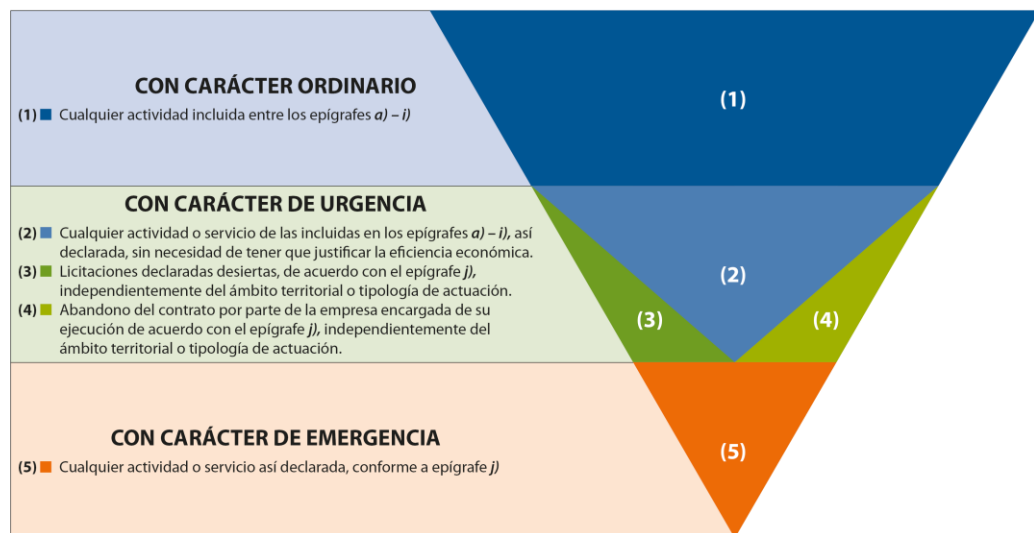 CON CARÁCTER ORDINARIO
(1) Cualquier actividad incluida entre los epígrafes a) – i)
(1)
CON CARÁCTER DE URGENCIA
(2) Cualquier actividad o servicio de las incluidas en los epígrafes a) – i), así
declarada, sin necesidad de tener que justificar la eficiencia económica.
(3) Licitaciones declaradas desiertas, de acuerdo con el epígrafe j),
independientemente del ámbito territorial o tipología de actuación.
(4) Abandono del contrato por parte de la empresa encargada de su
ejecución de acuerdo con el epígrafe j), independientemente del
ámbito territorial o tipología de actuación.
(2)
(3)
(4)
CON CARÁCTER DE EMERGENCIA
(5) Cualquier actividad o servicio así declarada, conforme a epígrafe j)
(5)